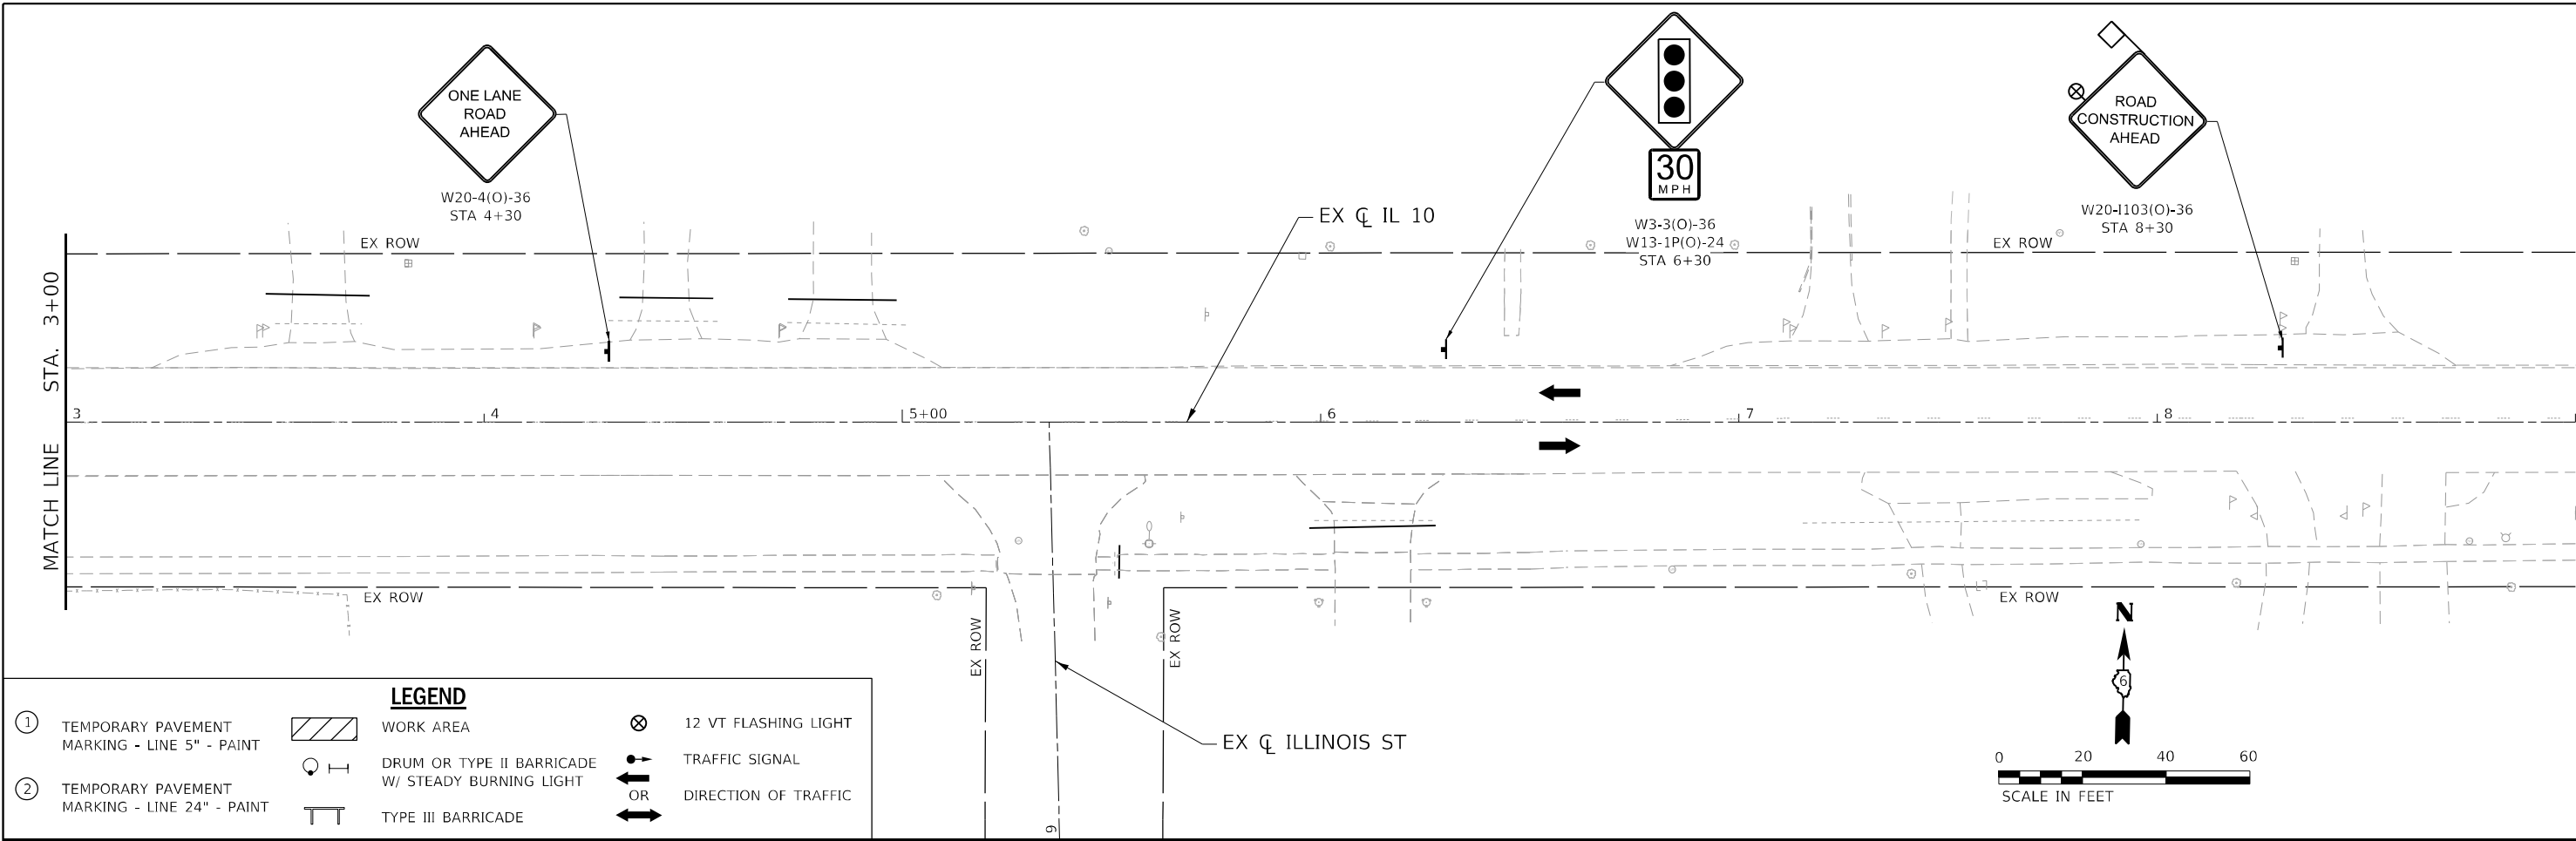 ONE LANE
ROAD
AHEAD
W20-4(O)-36
STA 4+30
30
MPH
W3-3(O)-36
W13-1P(O)-24
STA 6+30
ROAD
CONSTRUCTION
AHEAD
W20-I103(O)-36
STA 8+30
EX ROW
EX ℄ IL 10
EX ROW
MATCH LINE STA. 3+00
3
4
5+00
6
7
8
EX ROW
EX ROW
EX ROW
EX ROW
EX ℄ ILLINOIS ST
9
N
6
0 20 40 60
SCALE IN FEET
LEGEND
1 TEMPORARY PAVEMENT
MARKING - LINE 5" - PAINT
2 TEMPORARY PAVEMENT
MARKING - LINE 24" - PAINT
WORK AREA
DRUM OR TYPE II BARRICADE
W/ STEADY BURNING LIGHT
TYPE III BARRICADE
12 VT FLASHING LIGHT
TRAFFIC SIGNAL
OR
DIRECTION OF TRAFFIC